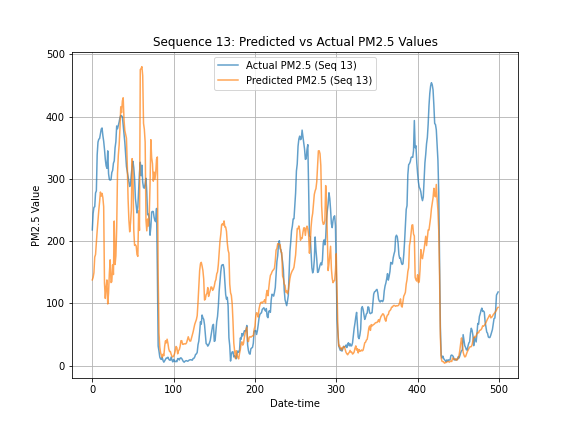 Sequence 13: Predicted vs Actual PM2.5 Values
Actual PM2.5 (Seq 13)
Predicted PM2.5 (Seq 13)
PM2.5 Value
500
400
300
200
100
0
0 100 200 300 400 500
Date-time